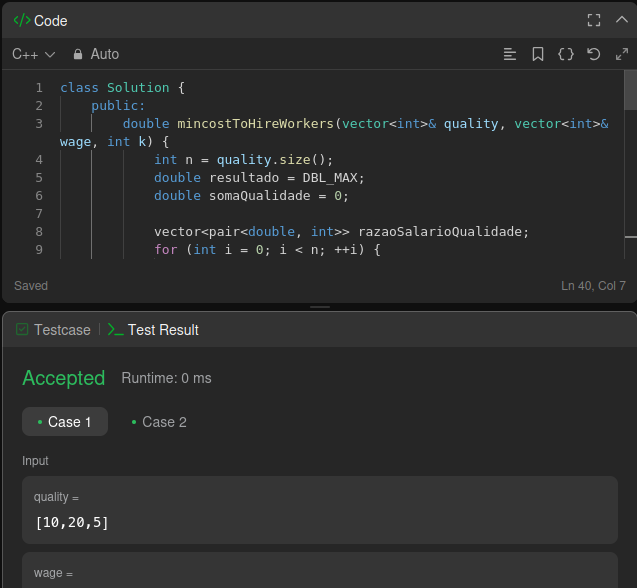 </> Code
C++ Auto
1 class Solution {
2 public:
3 double mincostToHireWorkers(vector<int>& quality, vector<int>&
wage, int k) {
4 int n = quality.size();
5 double resultado = DBL_MAX;
6 double somaQualidade = 0;
7
8 vector<pair<double, int>> razaoSalarioQualidade;
9 for (int i = 0; i < n; ++i) {
Saved Ln 40, Col 7
Testcase | >_ Test Result
Accepted Runtime: 0 ms
• Case 1 • Case 2
Input
quality =
[10,20,5]
wage =